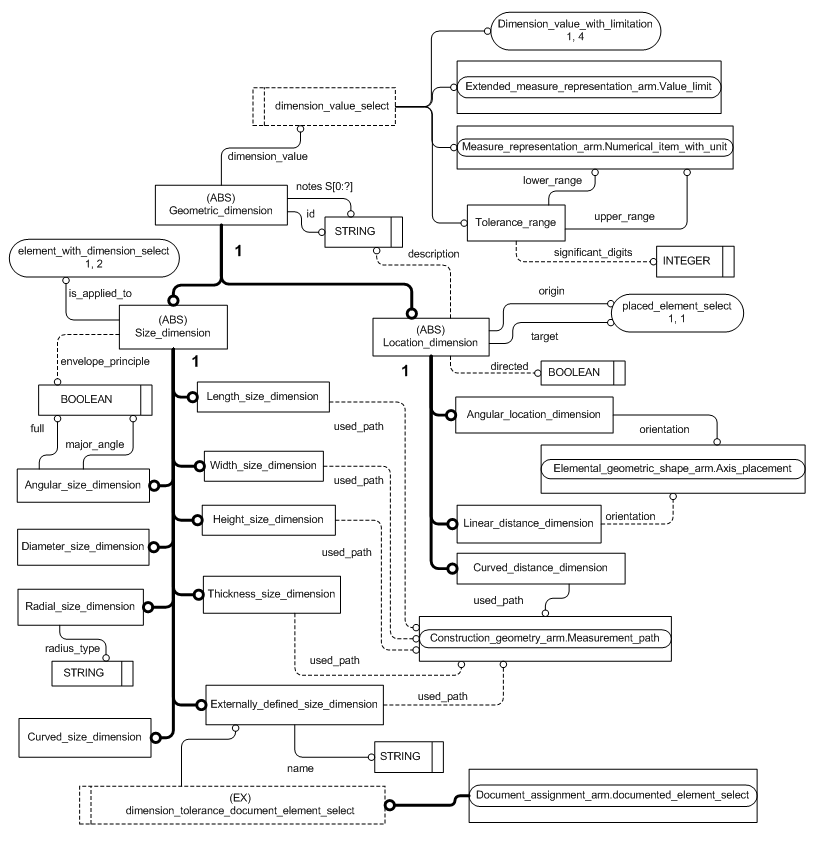 Dimension_value_with_limitation
1, 4
dimension_value_select
Extended_measure_representation_arm.Value_limit
Measure_representation_arm.Numerical_item_with_unit
dimension_value
lower_range
upper_range
notes S[0:?]
(ABS)
Geometric_dimension
id
STRING
Tolerance_range
significant_digits
INTEGER
1
description
element_with_dimension_select
1, 2
is_applied_to
origin
placed_element_select
1, 1
target
(ABS)
Size_dimension
(ABS)
Location_dimension
1
1
envelope_principle
directed
BOOLEAN
BOOLEAN
Length_size_dimension
used_path
Angular_location_dimension
orientation
full
major_angle
Width_size_dimension
used_path
Elemental_geometric_shape_arm.Axis_placement
Angular_size_dimension
Height_size_dimension
used_path
Linear_distance_dimension
orientation
Diameter_size_dimension
Curved_distance_dimension
used_path
Radial_size_dimension
Thickness_size_dimension
radius_type
STRING
used_path
Construction_geometry_arm.Measurement_path
Externally_defined_size_dimension
used_path
Curved_size_dimension
name
STRING
(EX)
dimension_tolerance_document_element_select
Document_assignment_arm.documented_element_select